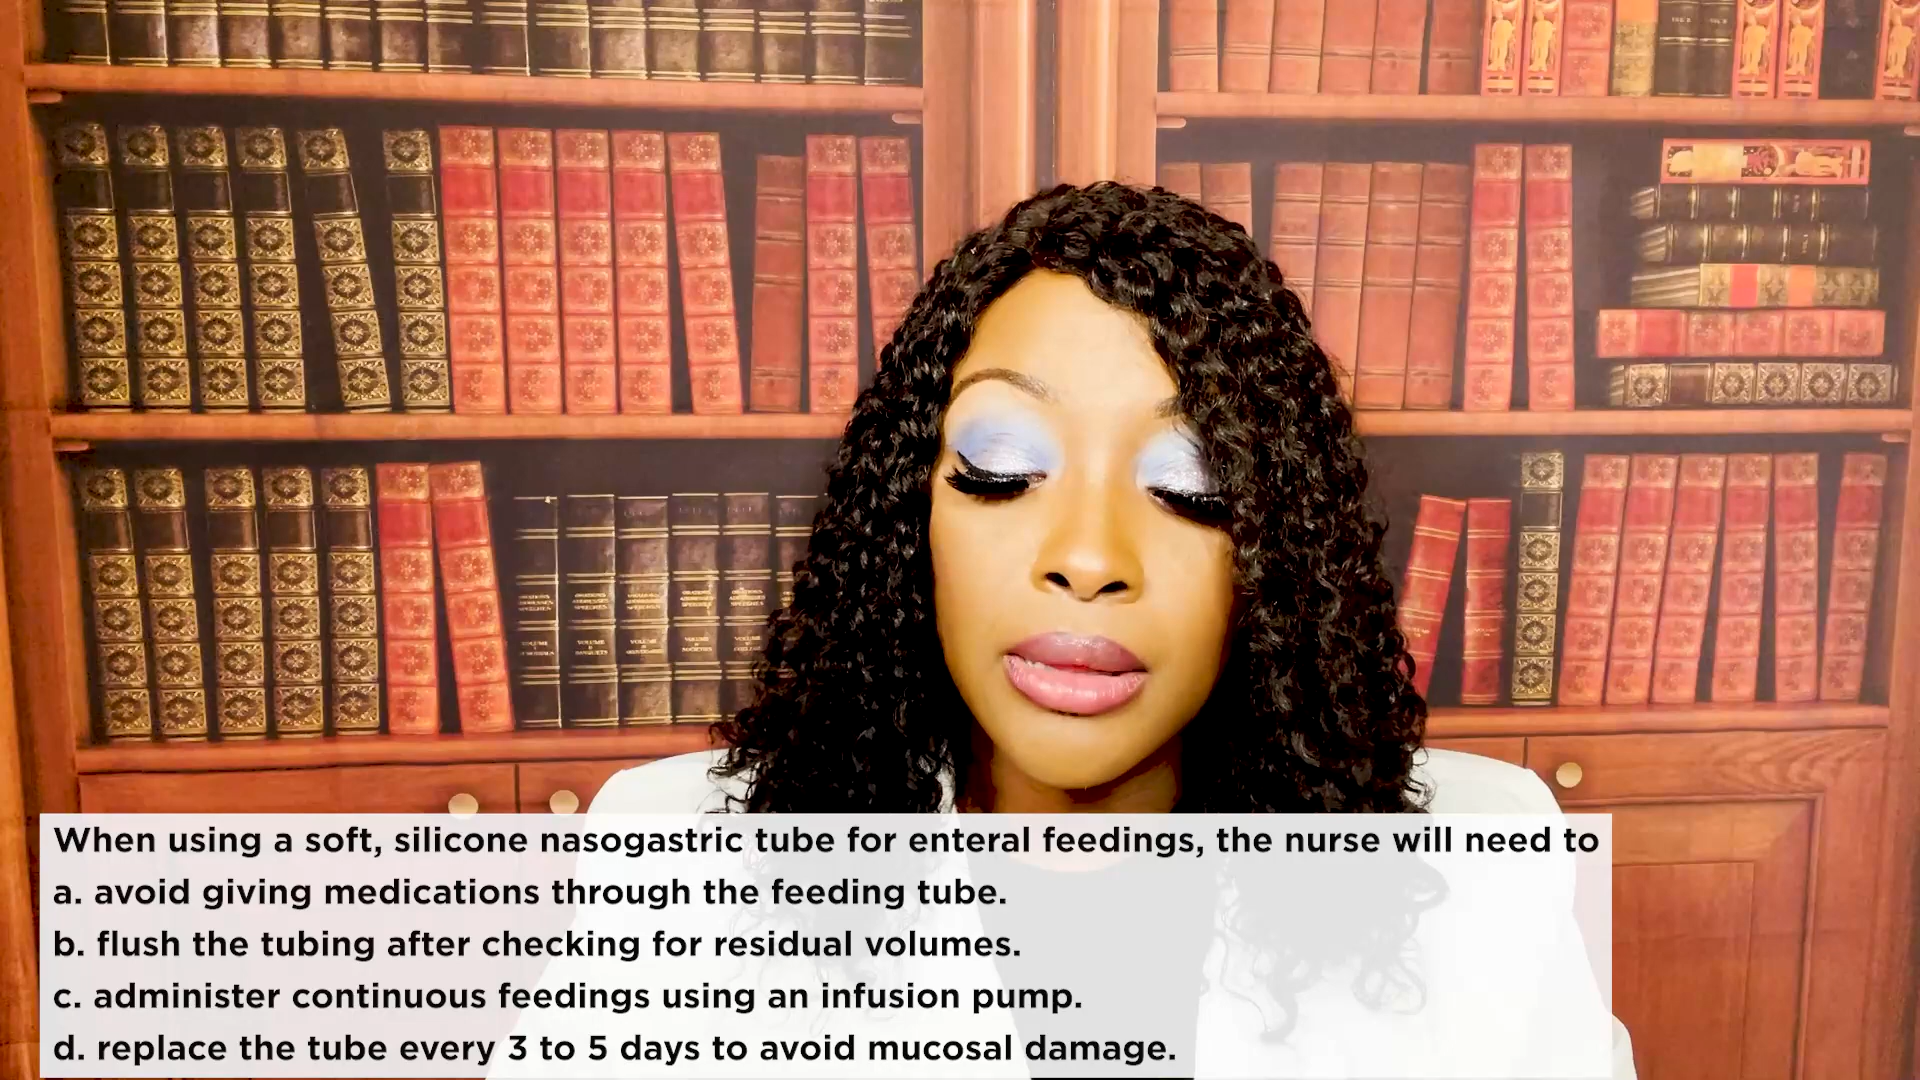 When using a soft, silicone nasogastric tube for enteral feedings, the nurse will need to
a. avoid giving medications through the feeding tube.
b. flush the tubing after checking for residual volumes.
c. administer continuous feedings using an infusion pump.
d. replace the tube every 3 to 5 days to avoid mucosal damage.